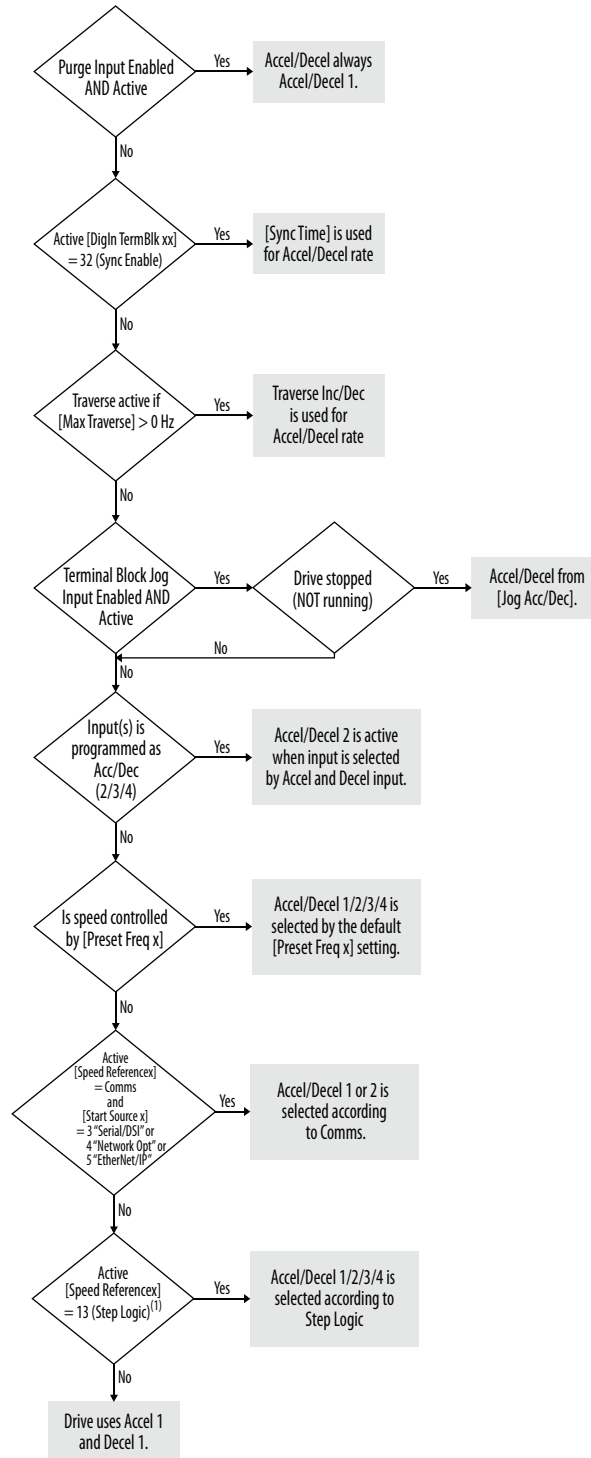 Purge Input Enabled
AND Active
Yes
Accel/Decel always
Accel/Decel 1.
No
Active [DigIn TermBlk xx]
= 32 (Sync Enable)
Yes
[Sync Time] is used
for Accel/Decel rate
No
Traverse active if
[Max Traverse] > 0 Hz
Yes
Traverse Inc/Dec
is used for
Accel/Decel rate
No
Terminal Block Jog
Input Enabled AND
Active
Yes
Drive stopped
(NOT running)
Yes
Accel/Decel from
[Jog Acc/Dec].
No
No
Input(s) is
programmed as
Acc/Dec
(2/3/4)
Yes
Accel/Decel 2 is active
when input is selected
by Accel and Decel input.
No
Is speed controlled
by [Preset Freq x]
Yes
Accel/Decel 1/2/3/4 is
selected by the default
[Preset Freq x] setting.
No
Active
[Speed Referencex]
= Comms
and
[Start Source x]
= 3 “Serial/DSI” or
4 “Network Opt” or
5 “EtherNet/IP”
Yes
Accel/Decel 1 or 2 is
selected according
to Comms.
No
Active
[Speed Referencex]
= 13 (Step Logic)(1)
Yes
Accel/Decel 1/2/3/4 is
selected according to
Step Logic
No
Drive uses Accel 1
and Decel 1.